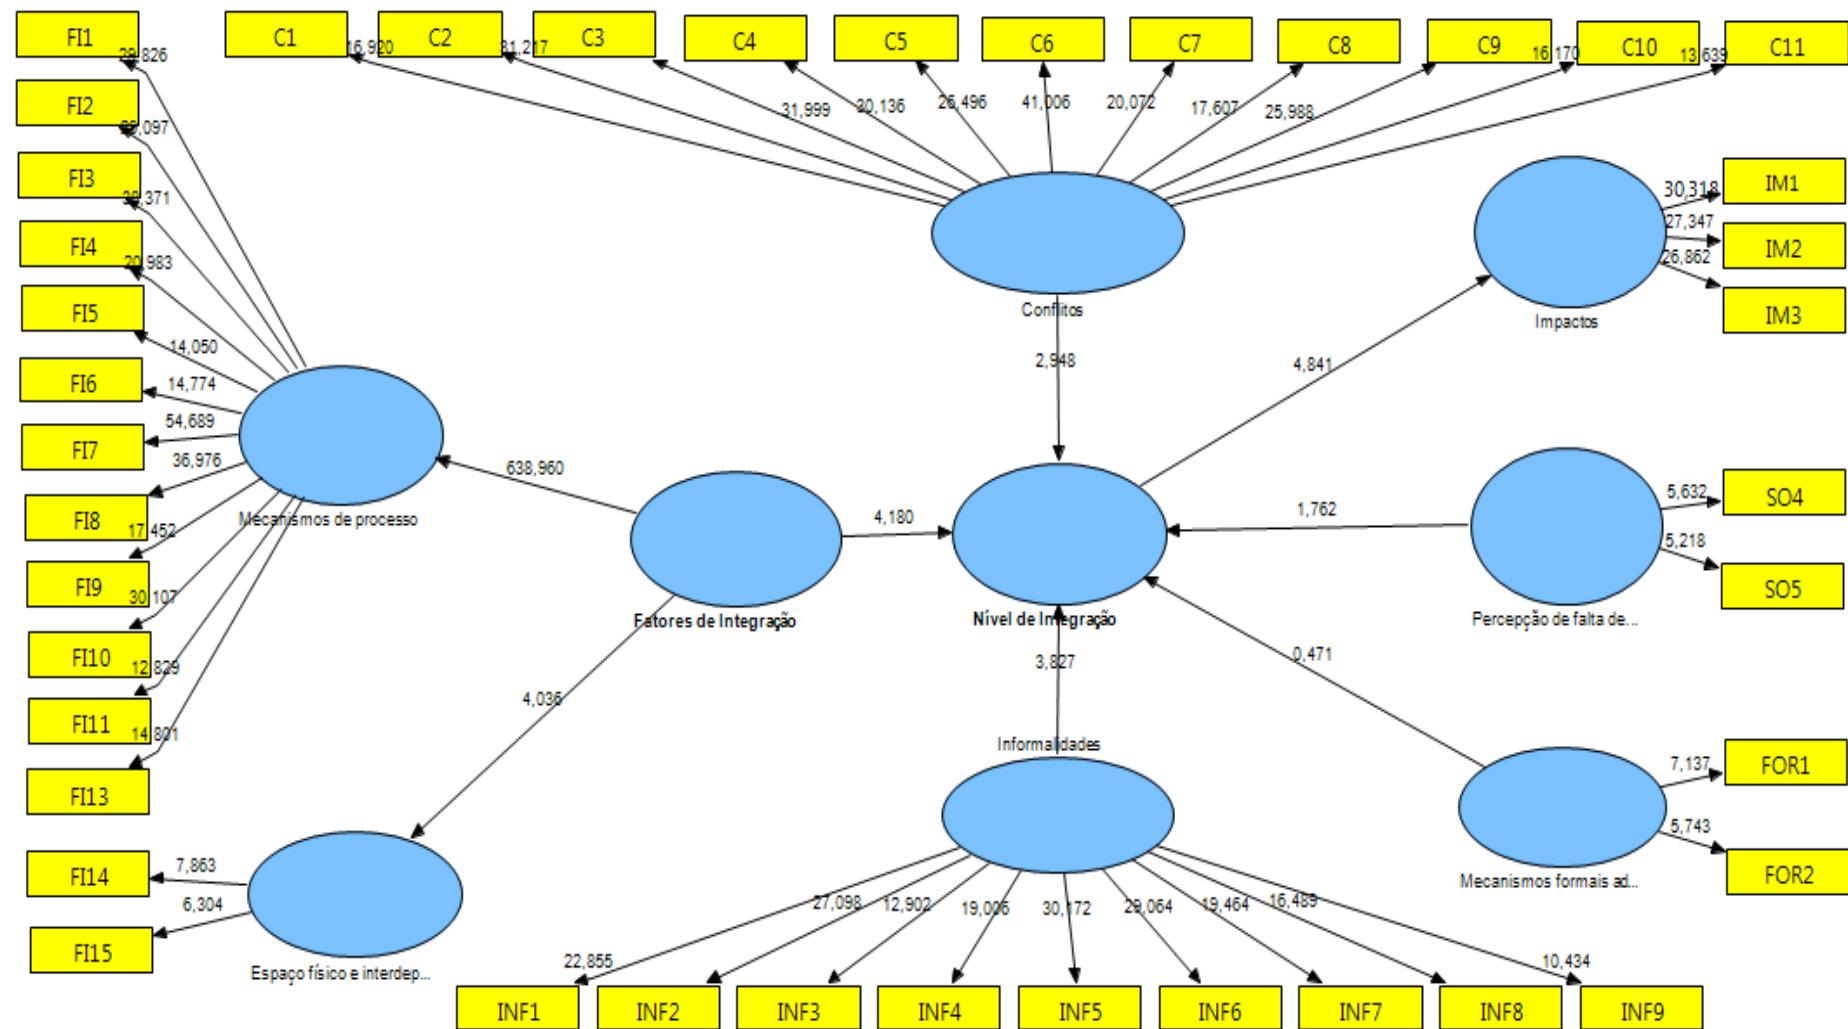 FI1
C1
C2
C3
C4
C5
C6
C7
C8
C9
C10
C11
16,920
31,217
31,999
30,136
26,496
41,006
20,072
17,607
25,988
16,170
13,639
29,826
FI2
FI3
FI4
20,983
FI5
14,050
FI6
14,774
FI7
54,689
36,976
FI8
17,452
FI9
30,107
FI10
12,829
FI11
14,801
FI13
Mecanismos de processo
638,960
Fatores de Integração
4,180
Nível de Integração
4,036
FI14
7,863
FI15
6,304
Espaço físico e interdep...
Conflitos
2,948
4,841
Impactos
30,318
IM1
27,347
IM2
26,862
IM3
1,762
Percepção de falta de...
5,632
SO4
5,218
SO5
0,471
Mecanismos formais ad...
7,137
FOR1
5,743
FOR2
3,827
Informalidades
22,855
27,098
12,902
19,006
30,172
29,064
19,464
16,489
10,434
INF1
INF2
INF3
INF4
INF5
INF6
INF7
INF8
INF9